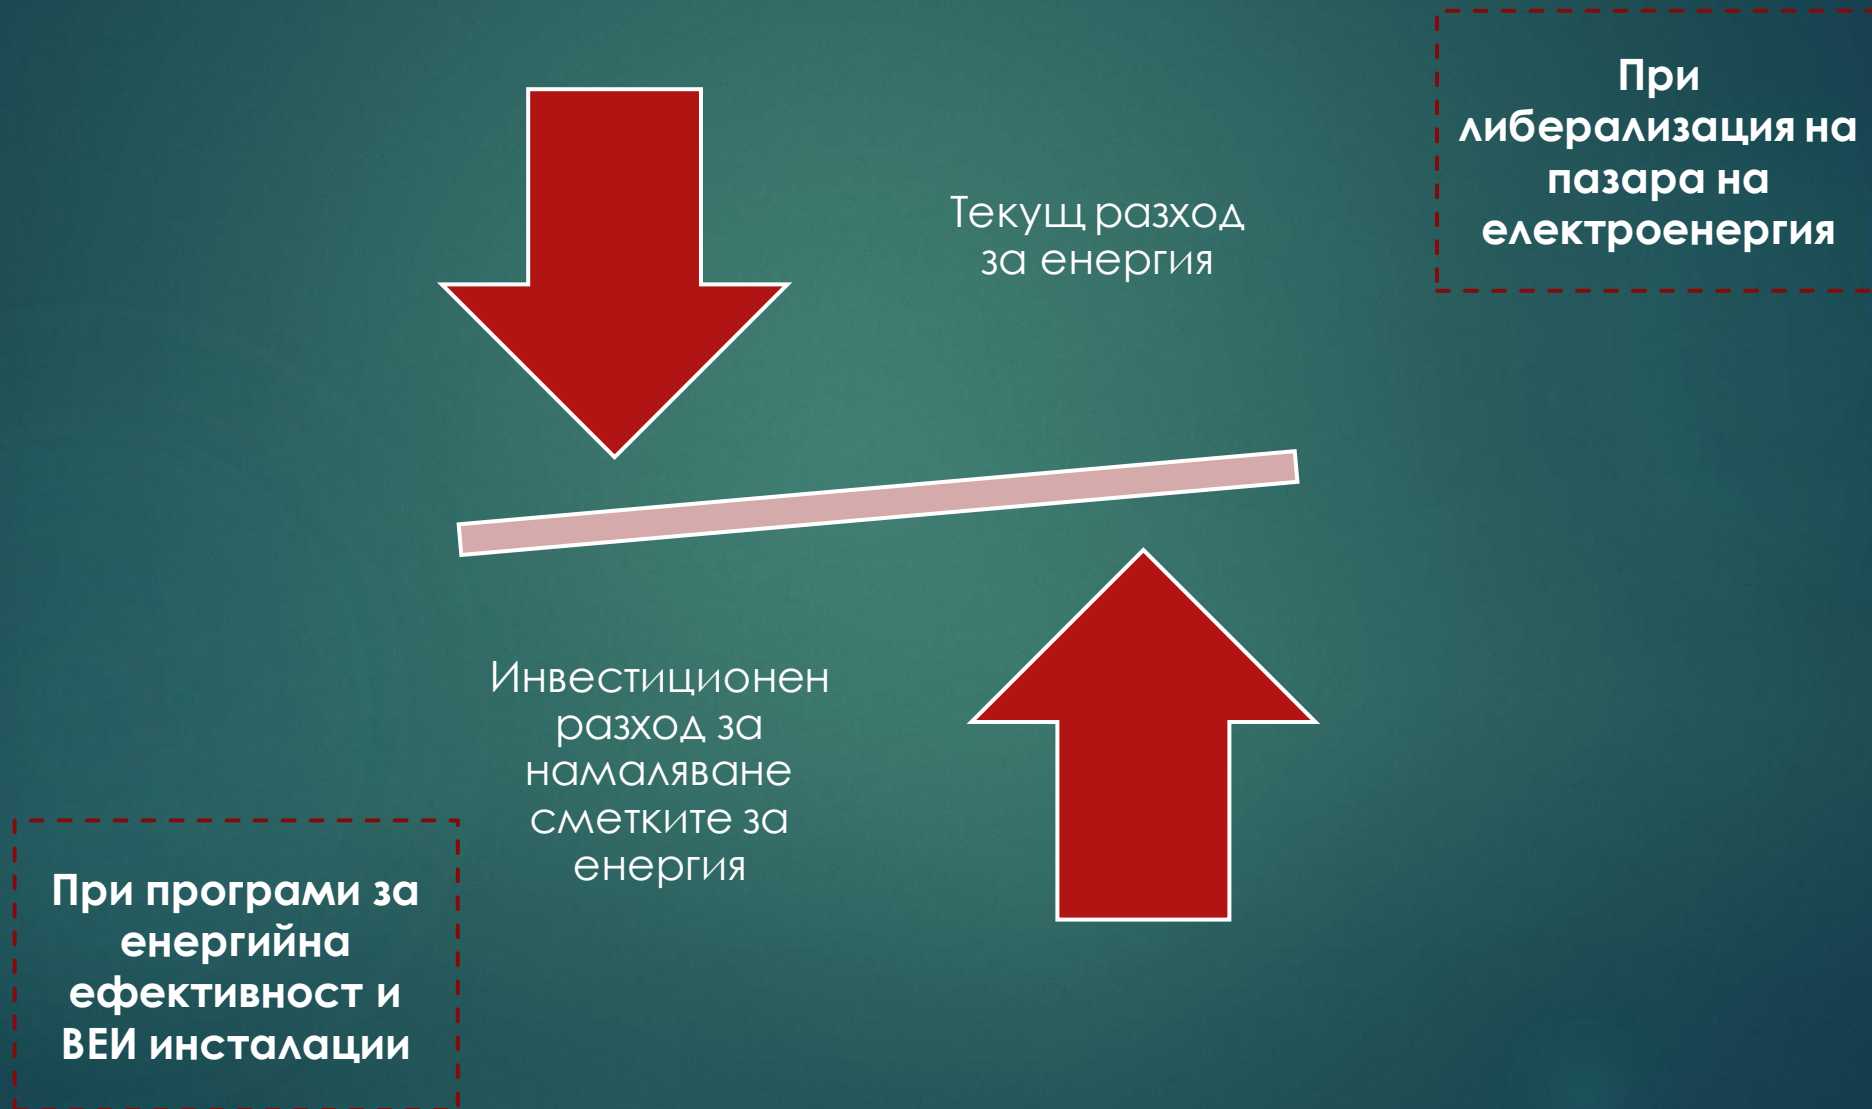 При
либерализация на
пазара на
електроенергия
Текущ разход
за енергия
Инвестиционен
разход за
намаляване
сметките за
енергия
При програми за
енергийна
ефективност и
ВЕИ инсталации